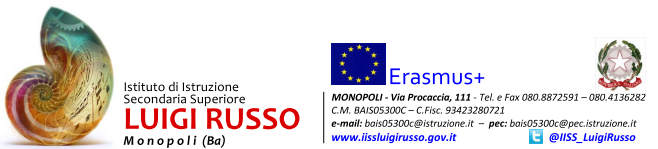 Istituto di Istruzione
Secondaria Superiore
LUIGI RUSSO
Monopoli (Ba)
Erasmus+
MONOPOLI - Via Procaccia, 111 - Tel. e Fax 080.8872591 – 080.4136282
C.M. BAIS05300C – C.Fisc. 93423280721
e-mail: bais05300c@istruzione.it – pec: bais05300c@pec.istruzione.it
www.iissluigirusso.gov.it @IISS_LuigiRusso